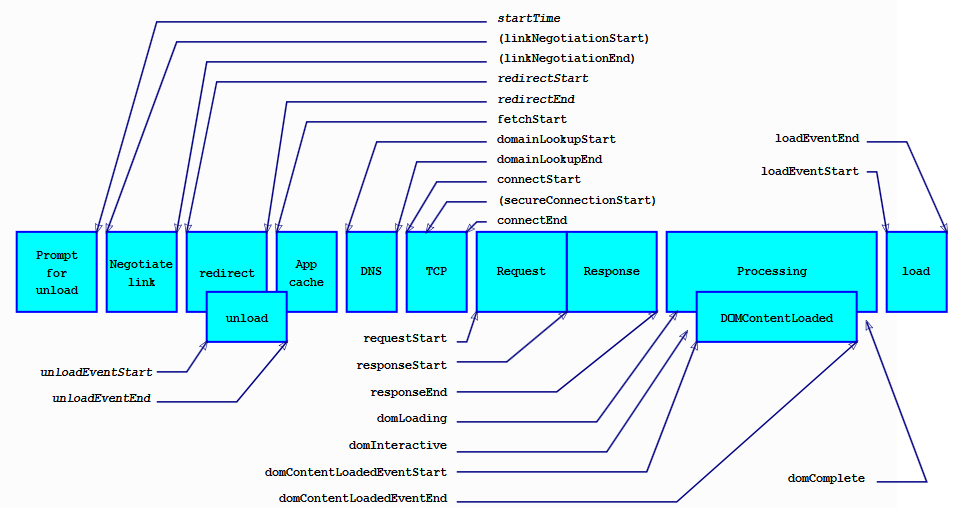 startTime
(linkNegotiationStart)
(linkNegotiationEnd)
redirectStart
redirectEnd
fetchStart
domainLookupStart
domainLookupEnd
connectStart
(secureConnectionStart)
connectEnd
loadEventEnd
loadEventStart
Prompt
for
unload
Negotiate
link
redirect
unload
App
cache
DNS
TCP
Request
Response
Processing
DOMContentLoaded
load
requestStart
responseStart
responseEnd
domLoading
domInteractive
domContentLoadedEventStart
domContentLoadedEventEnd
unloadEventStart
unloadEventEnd
domComplete